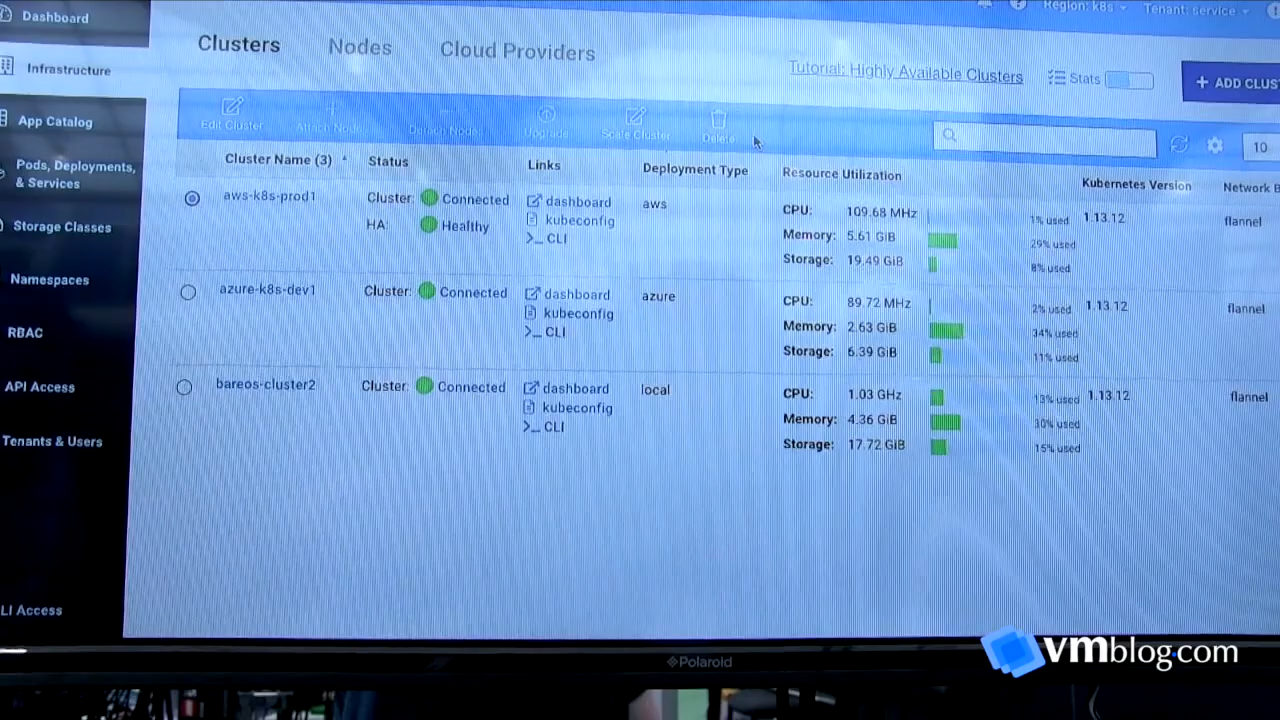 Dashboard
Region: k8s
Tenant: service
Infrastructure
App Catalog
Pods, Deployments,
& Services
Storage Classes
Namespaces
RBAC
API Access
Tenants & Users
LI Access
Clusters
Nodes
Cloud Providers
Tutorial: Highly Available Clusters
Stats
+ ADD CLUS
Edit Cluster
Attach Node
Detach Node
Upgrade
Scale Cluster
Delete
10
Cluster Name (3)
Status
Links
Deployment Type
Resource Utilization
Kubernetes Version
Network B
aws-k8s-prod1
Cluster: Connected
HA: Healthy
dashboard
kubeconfig
>_ CLI
aws
CPU: 109.68 MHz 1% used
Memory: 5.61 GiB 29% used
Storage: 19.49 GiB 8% used
1.13.12
flannel
azure-k8s-dev1
Cluster: Connected
dashboard
kubeconfig
>_ CLI
azure
CPU: 89.72 MHz 2% used
Memory: 2.63 GiB 34% used
Storage: 6.39 GiB 11% used
1.13.12
flannel
bareos-cluster2
Cluster: Connected
dashboard
kubeconfig
>_ CLI
local
CPU: 1.03 GHz 13% used
Memory: 4.36 GiB 30% used
Storage: 17.72 GiB 15% used
1.13.12
flannel
Polaroid
vmblog.com